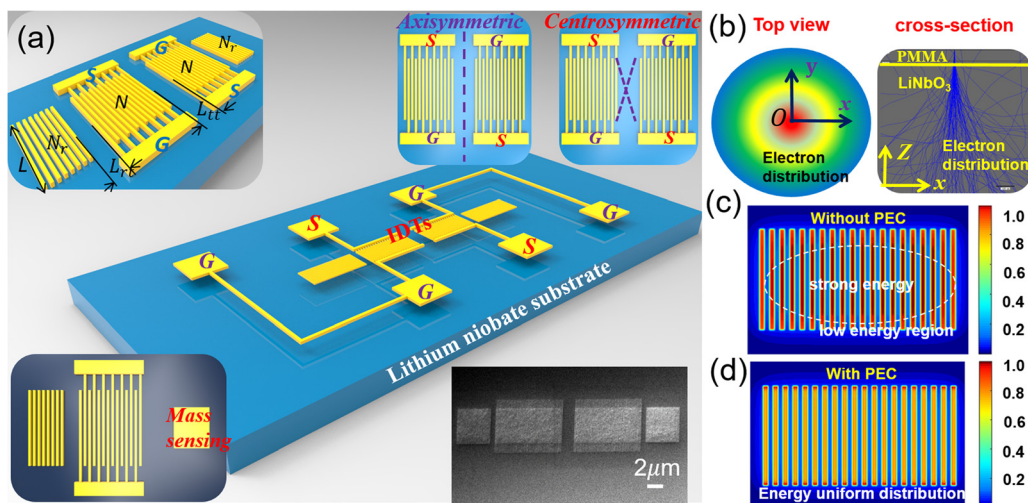 (a)
N_r
G
S
N
G
S
L_tt
N
N_r
G
L
L_rt
Axisymmetric
Centrosymmetric
S
G
S
G
G
S
G
S
S
G
IDTs
G
G
S
G
Lithium niobate substrate
Mass
sensing
2μm
(b)
Top view
cross-section
y
x
O
Electron
distribution
PMMA
LiNbO3
Z
x
Electron
distribution
(c)
Without PEC
strong energy
low energy region
1.0
0.8
0.6
0.4
0.2
(d)
With PEC
Energy uniform distribution
1.0
0.8
0.6
0.4
0.2